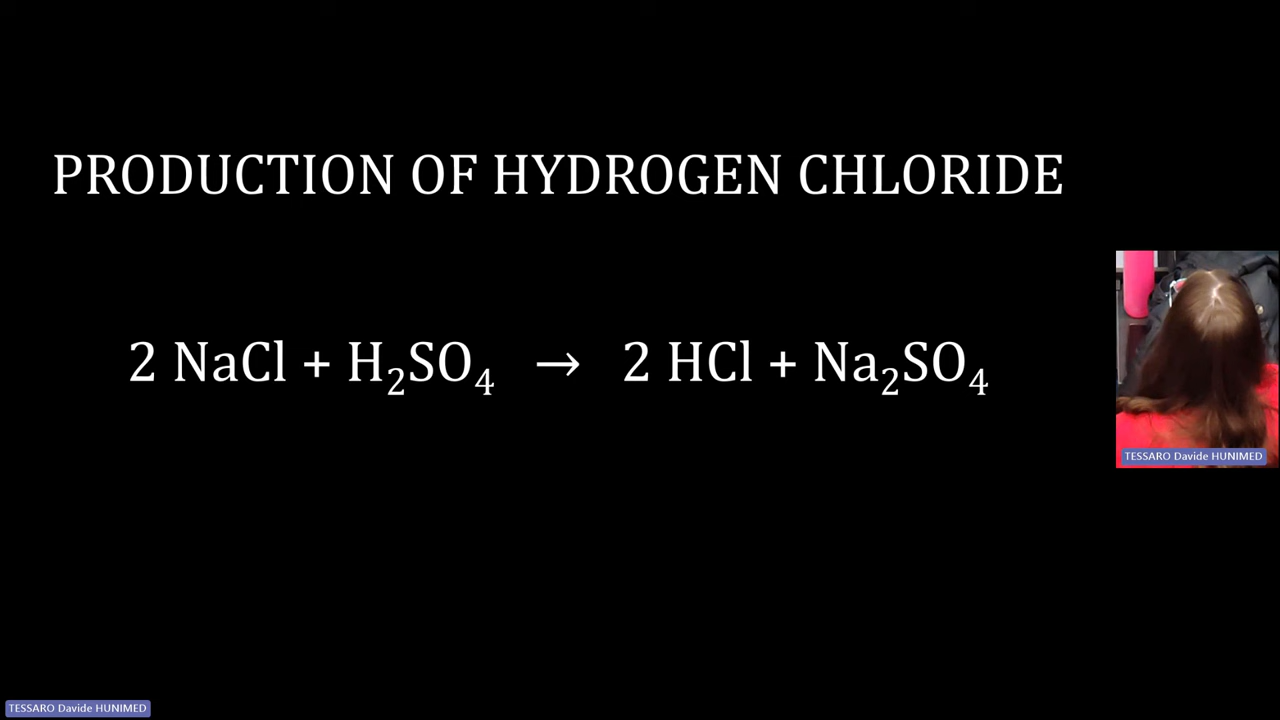 PRODUCTION OF HYDROGEN CHLORIDE
2 NaCl + H₂SO₄ → 2 HCl + Na₂SO₄
TESSARO Davide HUNIMED
TESSARO Davide HUNIMED